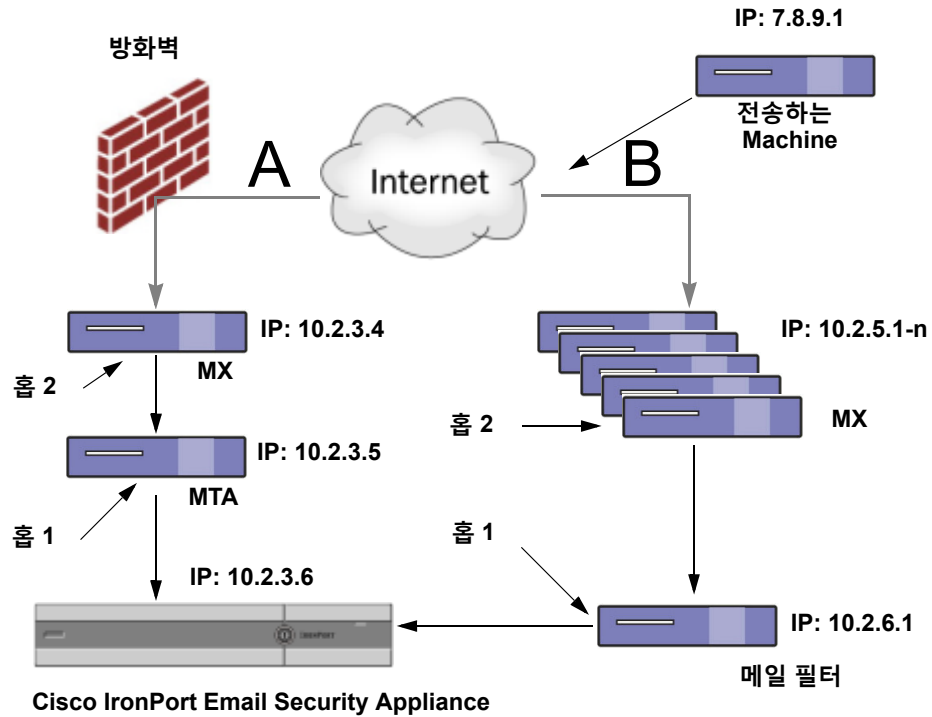 IP: 7.8.9.1
방화벽
전송하는
Machine
A
Internet
B
IP: 10.2.3.4
MX
홉 2
IP: 10.2.5.1-n
MX
홉 2
IP: 10.2.3.5
MTA
홉 1
홉 1
IP: 10.2.3.6
IRONPORT
IP: 10.2.6.1
메일 필터
Cisco IronPort Email Security Appliance